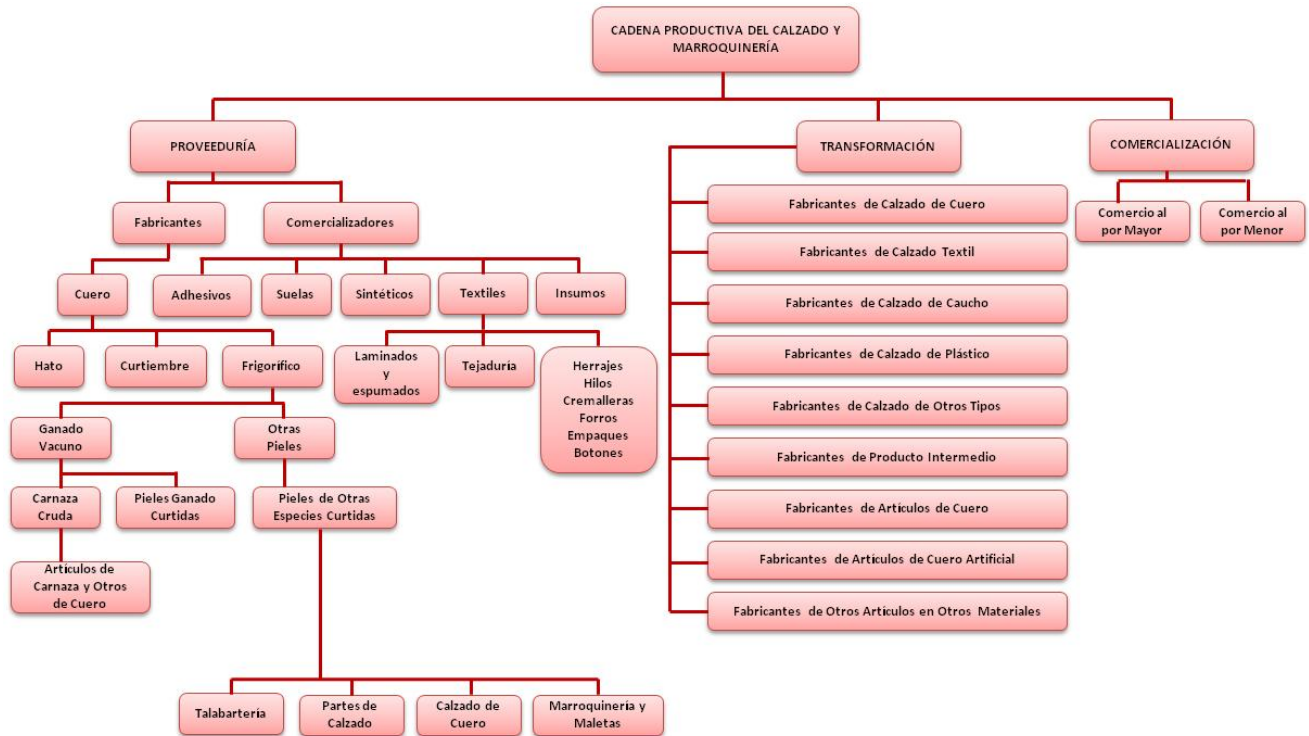 CADENA PRODUCTIVA DEL CALZADO Y
MARROQUINERÍA
PROVEEDURÍA
TRANSFORMACIÓN
COMERCIALIZACIÓN
Fabricantes
Comercializadores
Fabricantes de Calzado de Cuero
Comercio al
por Mayor
Comercio al
por Menor
Fabricantes de Calzado Textil
Cuero
Adhesivos
Suelas
Sintéticos
Textiles
Insumos
Fabricantes de Calzado de Caucho
Hato
Curtiembre
Frigorífico
Laminados
y
espumados
Tejaduría
Herrajes
Hilos
Cremalleras
Forros
Empaques
Botones
Fabricantes de Calzado de Plástico
Fabricantes de Calzado de Otros Tipos
Ganado
Vacuno
Otras
Pieles
Fabricantes de Producto Intermedio
Carnaza
Cruda
Pieles Ganado
Curtidas
Pieles de Otras
Especies Curtidas
Fabricantes de Artículos de Cuero
Fabricantes de Artículos de Cuero Artificial
Artículos de
Carnaza y Otros
de Cuero
Fabricantes de Otros Artículos en Otros Materiales
Talabartería
Partes de
Calzado
Calzado de
Cuero
Marroquinería y
Maletas